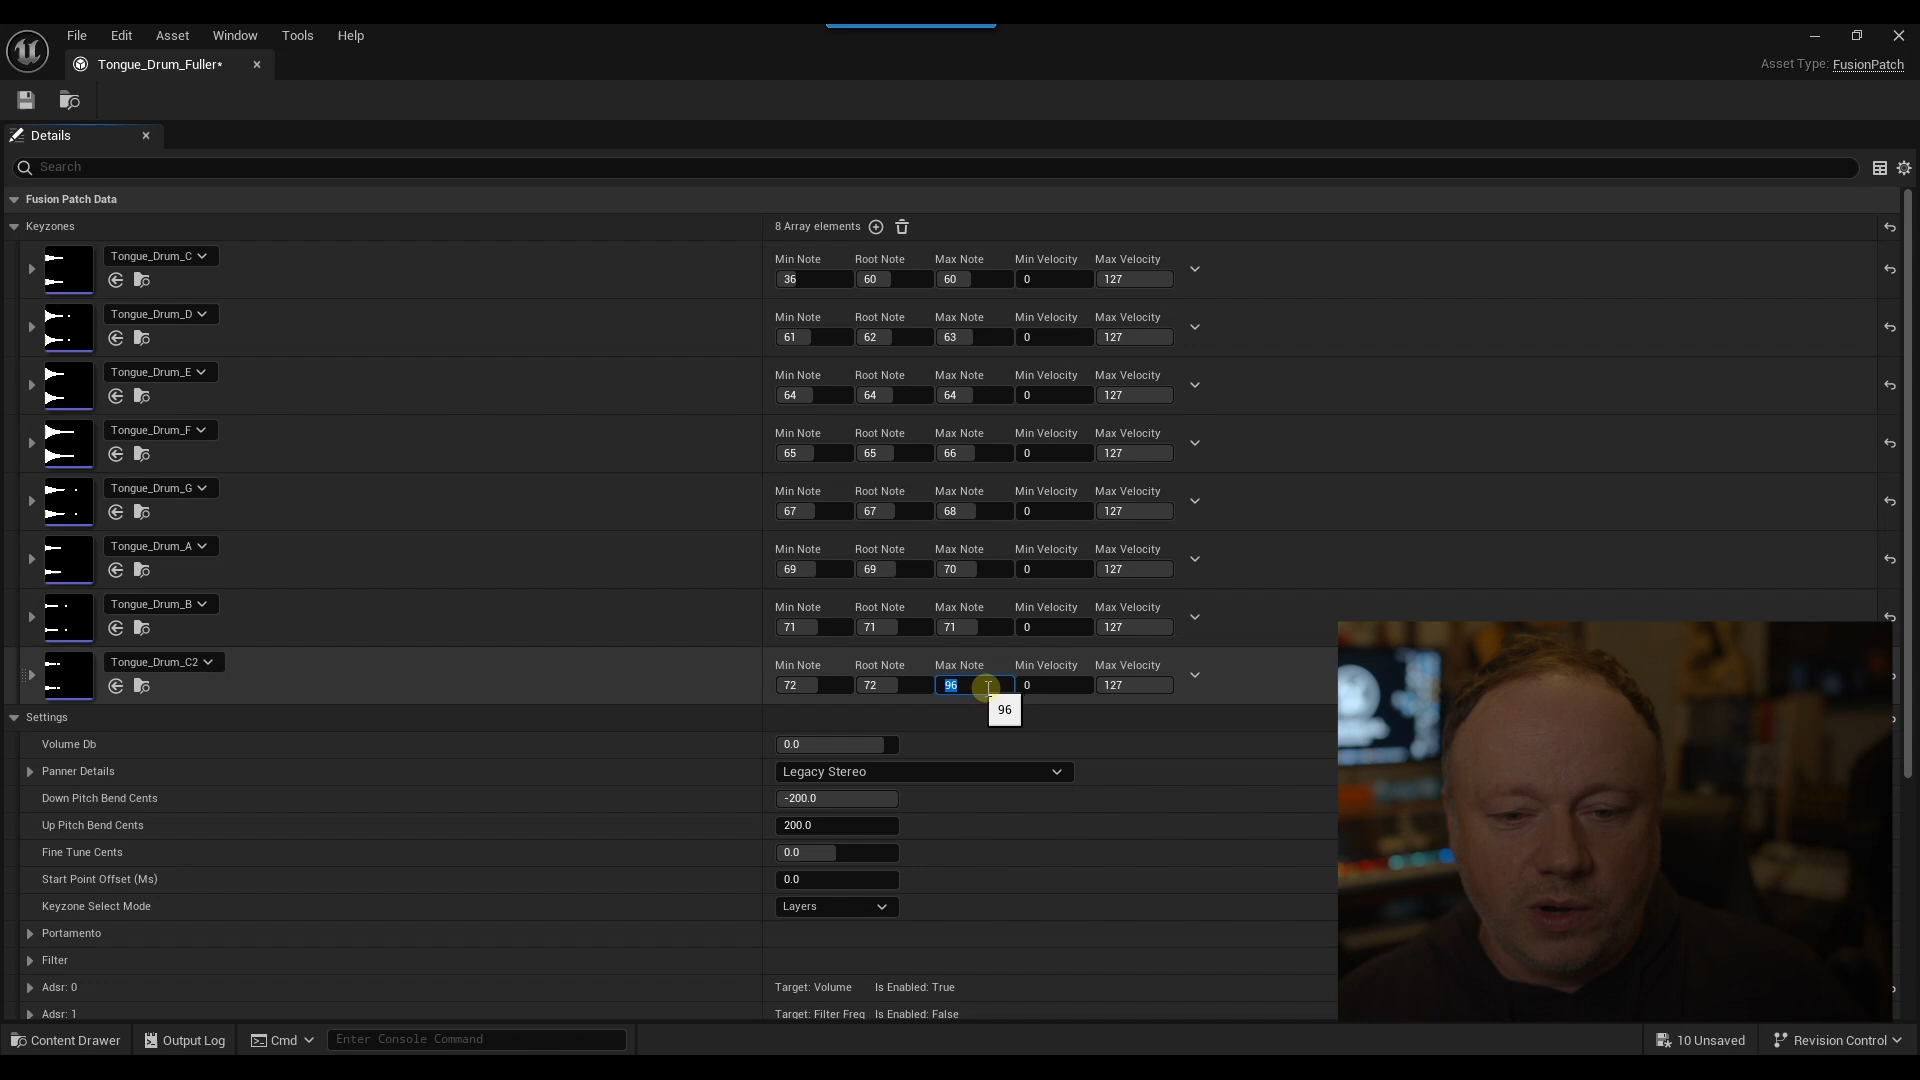 File Edit Asset Window Tools Help
Tongue_Drum_Fuller*
Asset Type: FusionPatch
Details
Search
Fusion Patch Data
Keyzones 8 Array elements
Tongue_Drum_C Min Note Root Note Max Note Min Velocity Max Velocity
36 60 60 0 127
Tongue_Drum_D Min Note Root Note Max Note Min Velocity Max Velocity
61 62 63 0 127
Tongue_Drum_E Min Note Root Note Max Note Min Velocity Max Velocity
64 64 64 0 127
Tongue_Drum_F Min Note Root Note Max Note Min Velocity Max Velocity
65 65 66 0 127
Tongue_Drum_G Min Note Root Note Max Note Min Velocity Max Velocity
67 67 68 0 127
Tongue_Drum_A Min Note Root Note Max Note Min Velocity Max Velocity
69 69 70 0 127
Tongue_Drum_B Min Note Root Note Max Note Min Velocity Max Velocity
71 71 71 0 127
Tongue_Drum_C2 Min Note Root Note Max Note Min Velocity Max Velocity
72 72 96 0 127
96
Settings
Volume Db 0.0
Panner Details Legacy Stereo
Down Pitch Bend Cents -200.0
Up Pitch Bend Cents 200.0
Fine Tune Cents 0.0
Start Point Offset (Ms) 0.0
Keyzone Select Mode Layers
Portamento
Filter
Adsr: 0 Target: Volume Is Enabled: True
Adsr: 1 Target: Filter Freq Is Enabled: False
Content Drawer Output Log Cmd Enter Console Command 10 Unsaved Revision Control